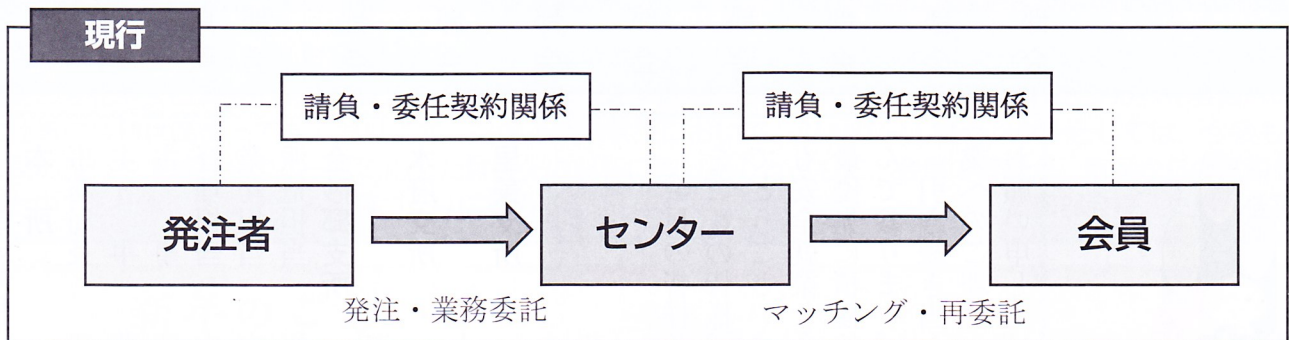 現行
請負・委任契約関係
請負・委任契約関係
発注者
センター
会員
発注・業務委託
マッチング・再委託